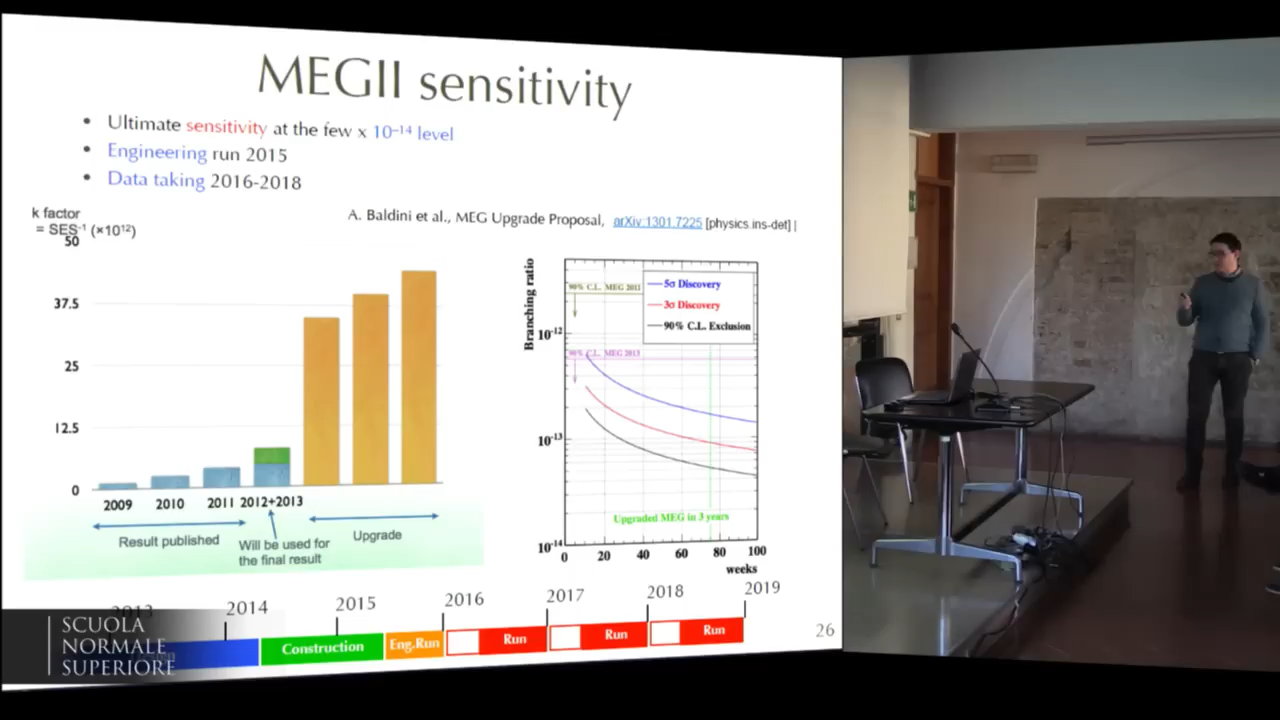 MEGII sensitivity
• Ultimate sensitivity at the few x 10⁻¹⁴ level
• Engineering run 2015
• Data taking 2016-2018
A. Baldini et al., MEG Upgrade Proposal, arXiv:1301.7225 [physics.ins-det] |
k factor
= SES⁻¹ (×10¹²)
50
37.5
25
12.5
0
2009 2010 2011 2012+2013
Result published
Will be used for
the final result
Upgrade
Branching ratio
90% C.L. MEG 2011
5σ Discovery
3σ Discovery
90% C.L. Exclusion
10⁻¹²
90% C.L. MEG 2013
10⁻¹³
Upgraded MEG in 3 years
10⁻¹⁴
0 20 40 60 80 100
weeks
2013 2014 2015 2016 2017 2018 2019
Construction Eng.Run Run Run Run
26
SCUOLA
NORMALE
SUPERIORE